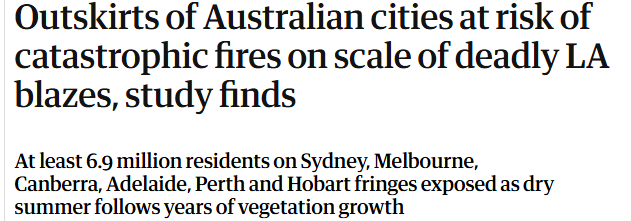 Outskirts of Australian cities at risk of
catastrophic fires on scale of deadly LA
blazes, study finds
At least 6.9 million residents on Sydney, Melbourne,
Canberra, Adelaide, Perth and Hobart fringes exposed as dry
summer follows years of vegetation growth